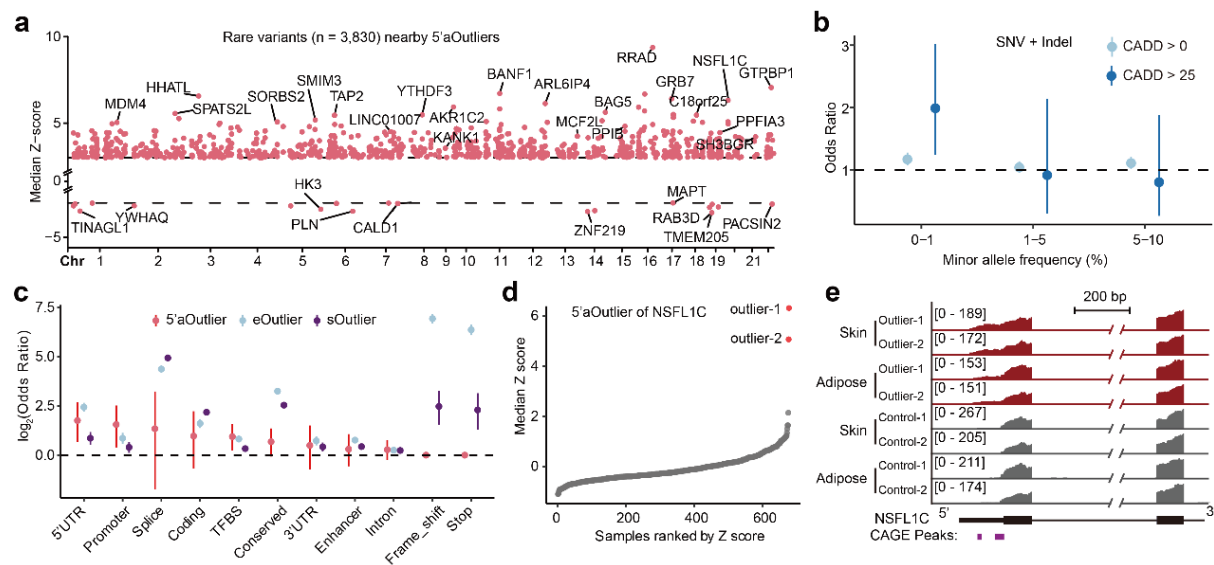 a
Rare variants (n = 3,830) nearby 5'aOutliers
Median Z−score
10
5
0
−5
RRAD
HHATL
SMIM3
BANF1
NSFL1C
GTPBP1
MDM4
SPATS2L
SORBS2
TAP2
YTHDF3
ARL6IP4
GRB7
LINC01007
AKR1C2
BAG5
C18orf25
KANK1
MCF2L
PPIB
PPFIA3
SH3BGR
HK3
MAPT
TINAGL1
YWHAQ
PLN
CALD1
ZNF219
RAB3D
TMEM205
PACSIN2
Chr 1 2 3 4 5 6 7 8 9 10 11 12 13 14 15 16 17 18 19 21
b
SNV + Indel
CADD > 0
CADD > 25
Odds Ratio
3
2
1
0−1 1−5 5−10
Minor allele frequency (%)
c
5'aOutlier eOutlier sOutlier
log2(Odds Ratio)
7.5
5.0
2.5
0.0
5'UTR
Promoter
Splice
Coding
TFBS
Conserved
3'UTR
Enhancer
Intron
Frame_shift
Stop
d
5'aOutlier of NSFL1C
outlier-1
outlier-2
Median Z score
6
4
2
0
0 200 400 600
Samples ranked by Z score
e
200 bp
Skin
Outlier-1 [0 - 189]
Outlier-2 [0 - 172]
Adipose
Outlier-1 [0 - 153]
Outlier-2 [0 - 151]
Skin
Control-1 [0 - 267]
Control-2 [0 - 205]
Adipose
Control-1 [0 - 211]
Control-2 [0 - 174]
5' 3
NSFL1C
CAGE Peaks: